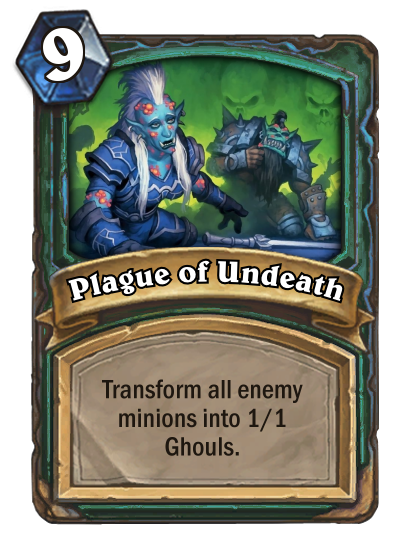 9
Plague of Undeath
Transform all enemy
minions into 1/1
Ghouls.